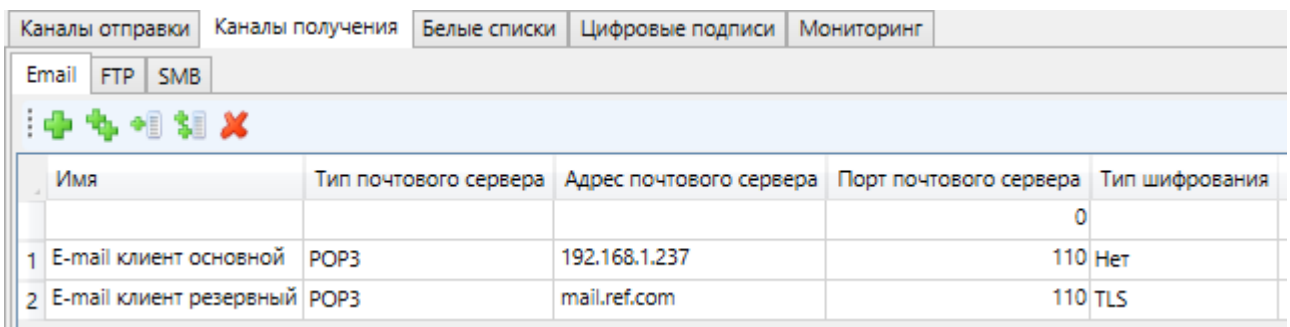 Каналы отправки Каналы получения Белые списки Цифровые подписи Мониторинг
Email FTP SMB
Имя Тип почтового сервера Адрес почтового сервера Порт почтового сервера Тип шифрования
0
1 E-mail клиент основной POP3 192.168.1.237 110 Нет
2 E-mail клиент резервный POP3 mail.ref.com 110 TLS